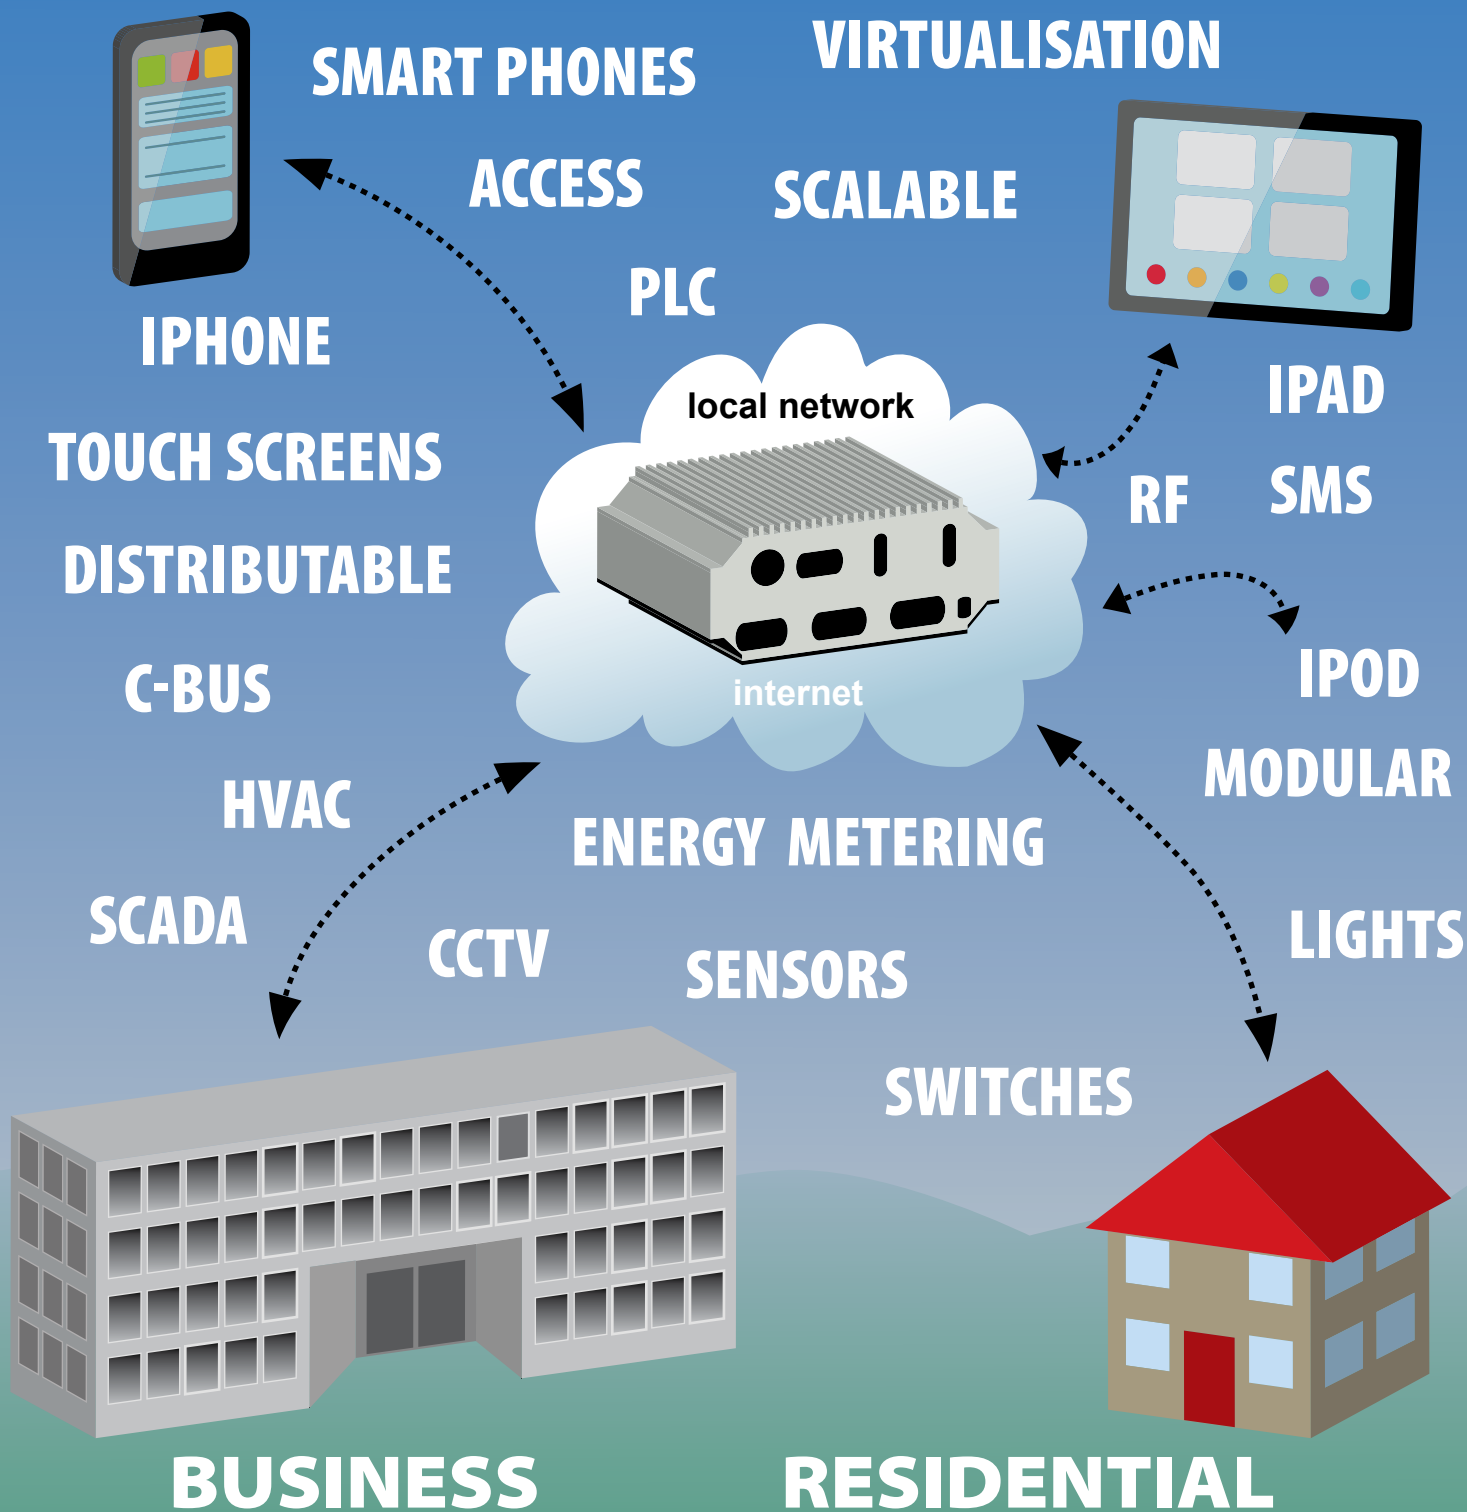 VIRTUALISATION
SMART PHONES
ACCESS
SCALABLE
PLC
IPHONE
local network
IPAD
TOUCH SCREENS
RF
SMS
DISTRIBUTABLE
C-BUS
internet
IPOD
MODULAR
HVAC
ENERGY METERING
SCADA
CCTV
SENSORS
LIGHTS
SWITCHES
BUSINESS
RESIDENTIAL